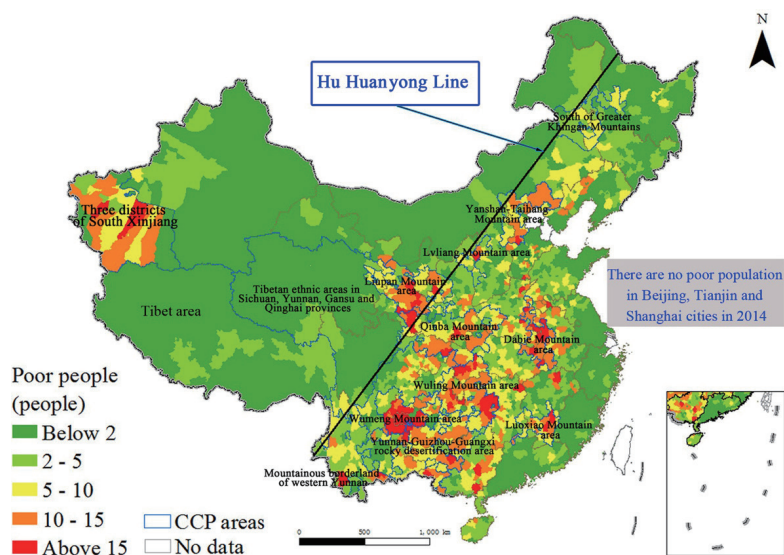 N
Hu Huanyong Line
South of Greater
Khingan Mountains
Yanshan-Taihang
Mountain area
Three districts
of South Xinjiang
Lvliang Mountain area
Liupan Mountain
area
Tibetan ethnic areas in
Sichuan, Yunnan, Gansu and
Qinghai provinces
Tibet area
There are no poor population
in Beijing, Tianjin and
Shanghai cities in 2014
Qinba Mountain
area
Dabie Mountain
area
Wuling Mountain area
Wumeng Mountain area
Luoxiao Mountain
area
Yunnan-Guizhou-Guangxi
rocky desertification area
Mountainous borderland
of western Yunnan
Poor people
(people)
Below 2
2 - 5
5 - 10
10 - 15
Above 15
CCP areas
No data
0 500 1,000 km